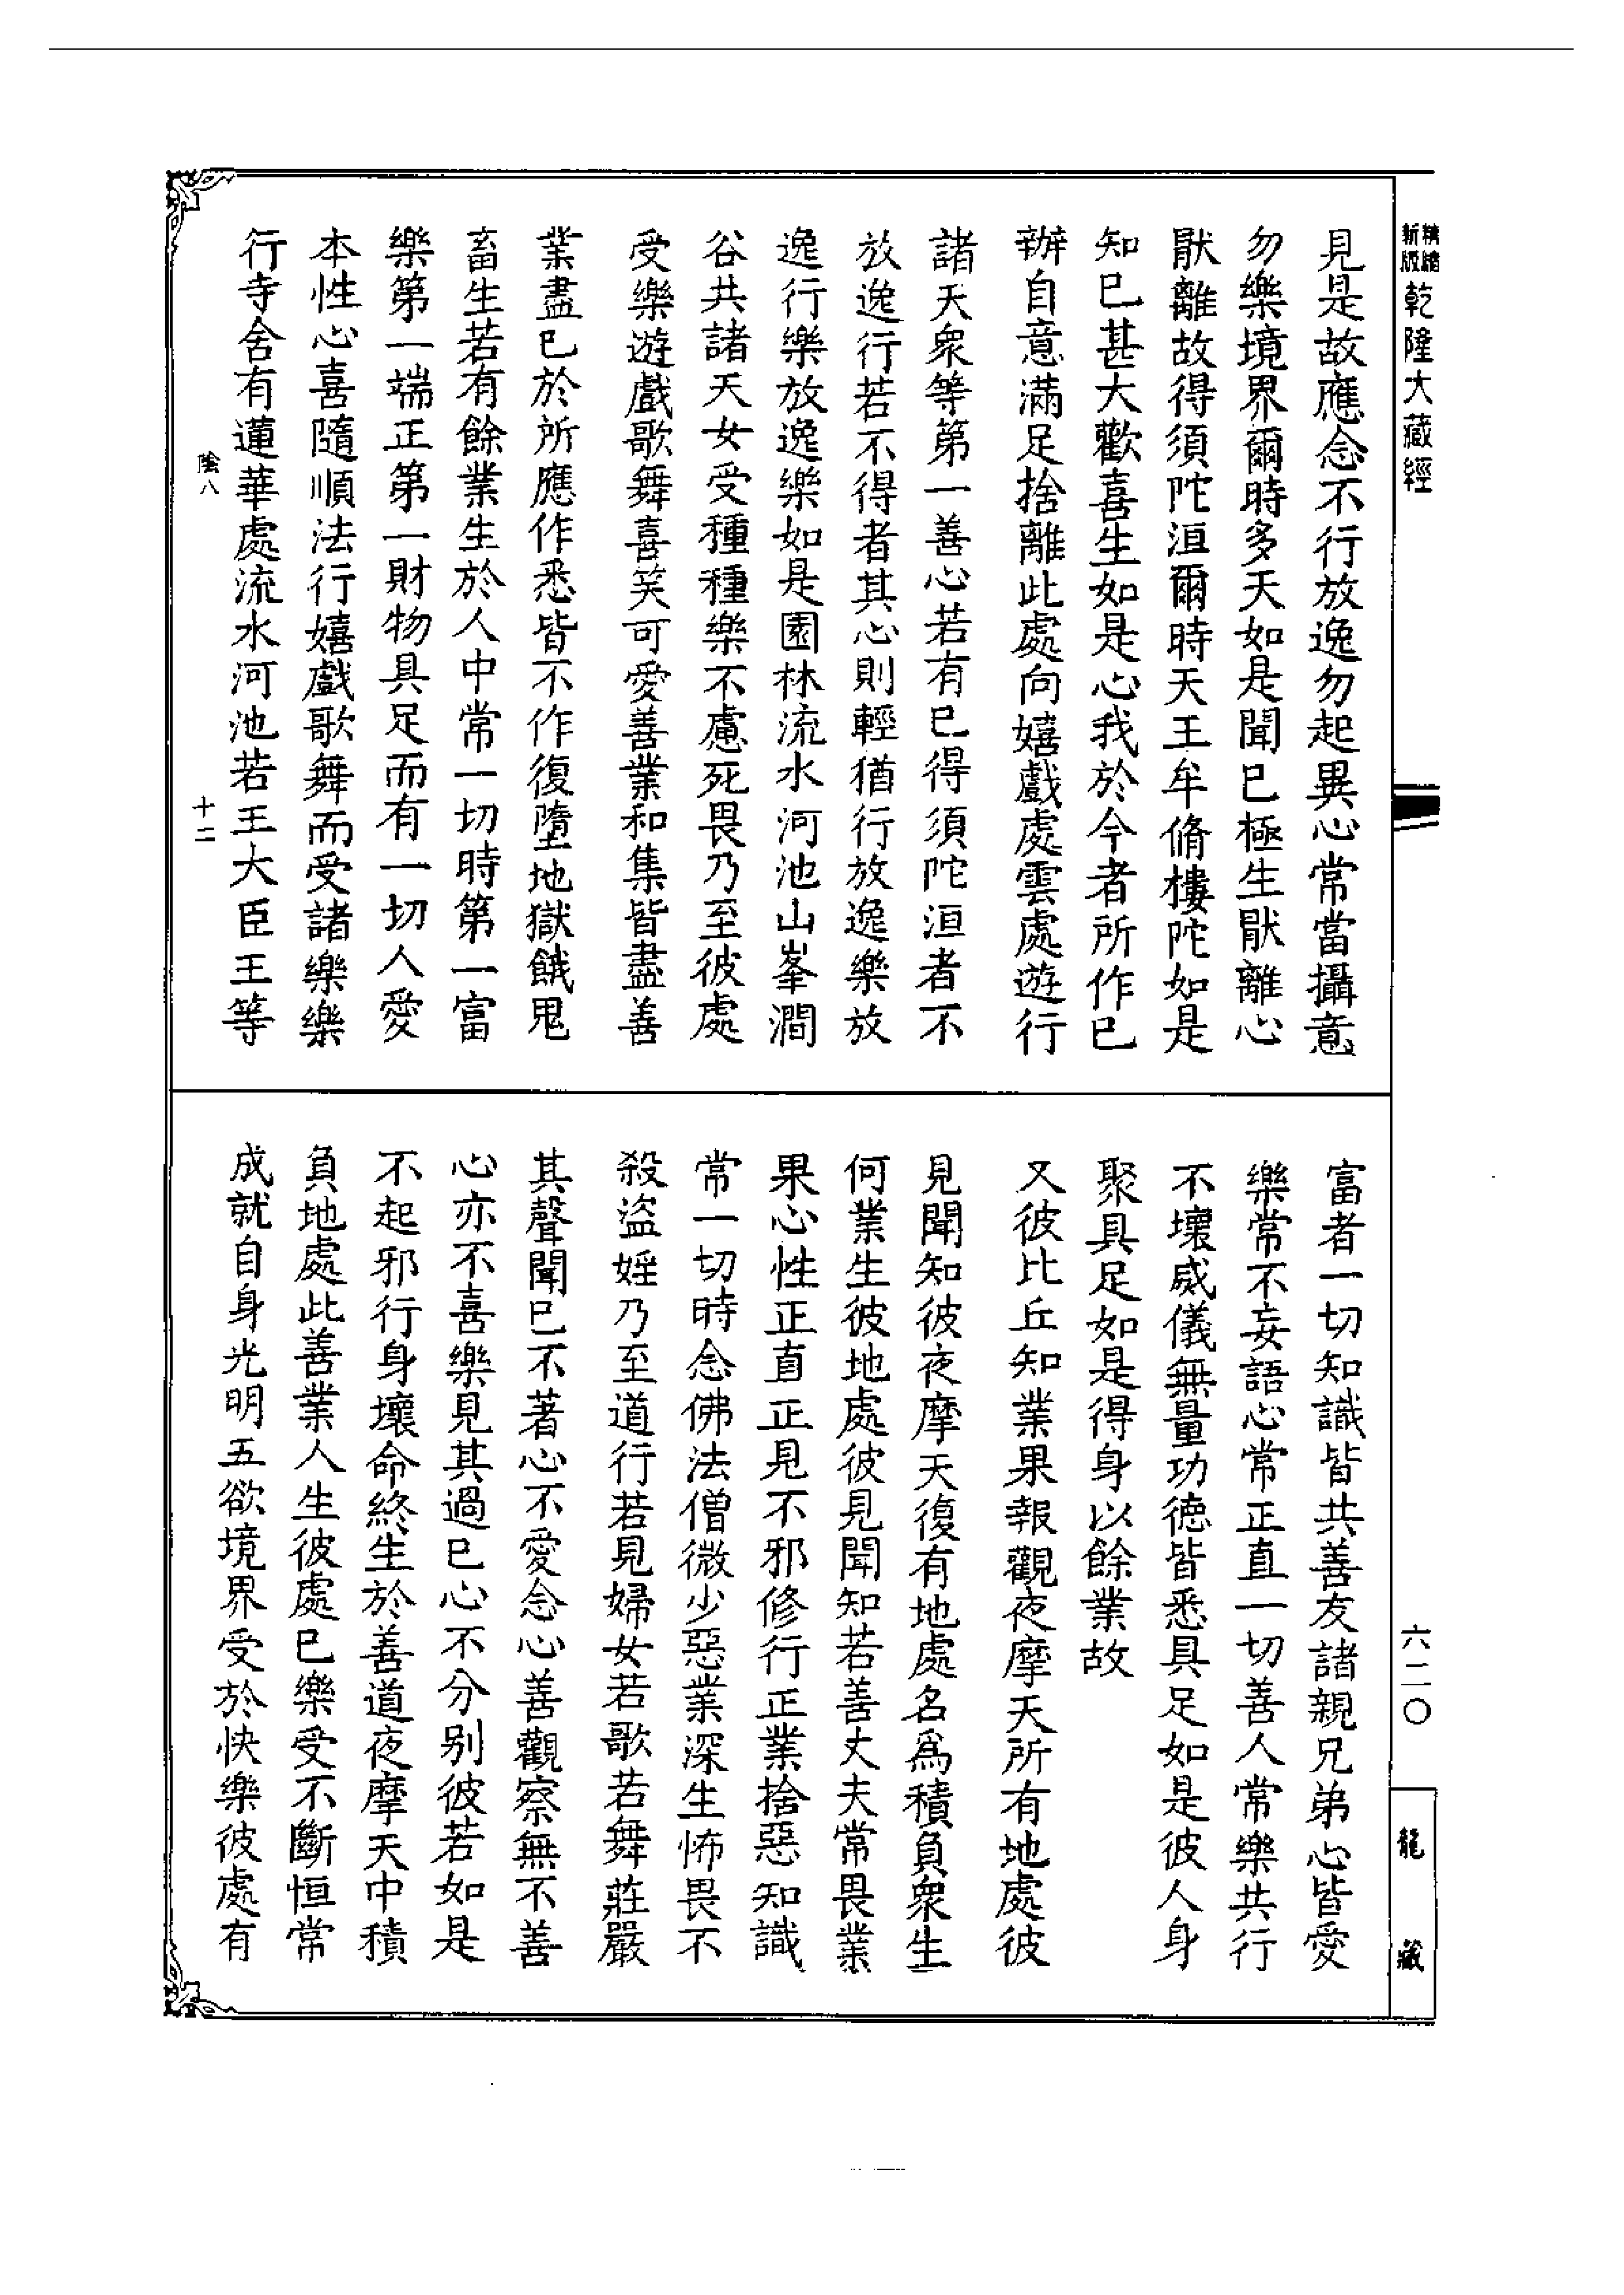 精縮
新版
乾隆大藏經
見是故應念不行放逸勿起異心常當攝意
勿樂境界爾時多天如是聞已極生厭離心
厭離故得須陀洹爾時天王牟脩樓陀如是
知已甚大歡喜生如是心我於今者所作已
辦自意滿足捨離此處向嬉戲處雲處遊行
諸天衆等第一善心若有已得須陀洹者不
放逸行若不得者其心則輕猶行放逸樂放
逸行樂放逸樂如是園林流水河池山峯澗
谷共諸天女受種種樂不慮死畏乃至彼處
受樂遊戲歌舞喜笑可愛善業和集皆盡善
業盡已於所應作悉皆不作復墮地獄餓鬼
畜生若有餘業生於人中常一切時第一富
樂第一端正第一財物具足而有一切人愛
本性心喜隨順法行嬉戲歌舞而受諸樂樂
行寺舍有蓮華處流水河池若王大臣王等
陰八
十二
富者一切知識皆共善友諸親兄弟心皆愛
樂常不妄語心常正直一切善人常樂共行
不壞威儀無量功德皆悉具足如是彼人身
聚具足如是得身以餘業故
又彼比丘知業果報觀夜摩天所有地處彼
見聞知彼夜摩天復有地處名爲積負衆生
何業生彼地處彼見聞知若善丈夫常畏業
果心性正直正見不邪修行正業捨惡知識
常一切時念佛法僧微少惡業深生怖畏不
殺盜婬乃至道行若見婦女若歌若舞莊嚴
其聲聞已不著心不愛念心善觀察無不善
心亦不喜樂見其過已心不分别彼若如是
不起邪行身壞命終生於善道夜摩天中積
負地處此善業人生彼處已樂受不斷恒常
成就自身光明五欲境界受於快樂彼處有
六二〇
龍藏